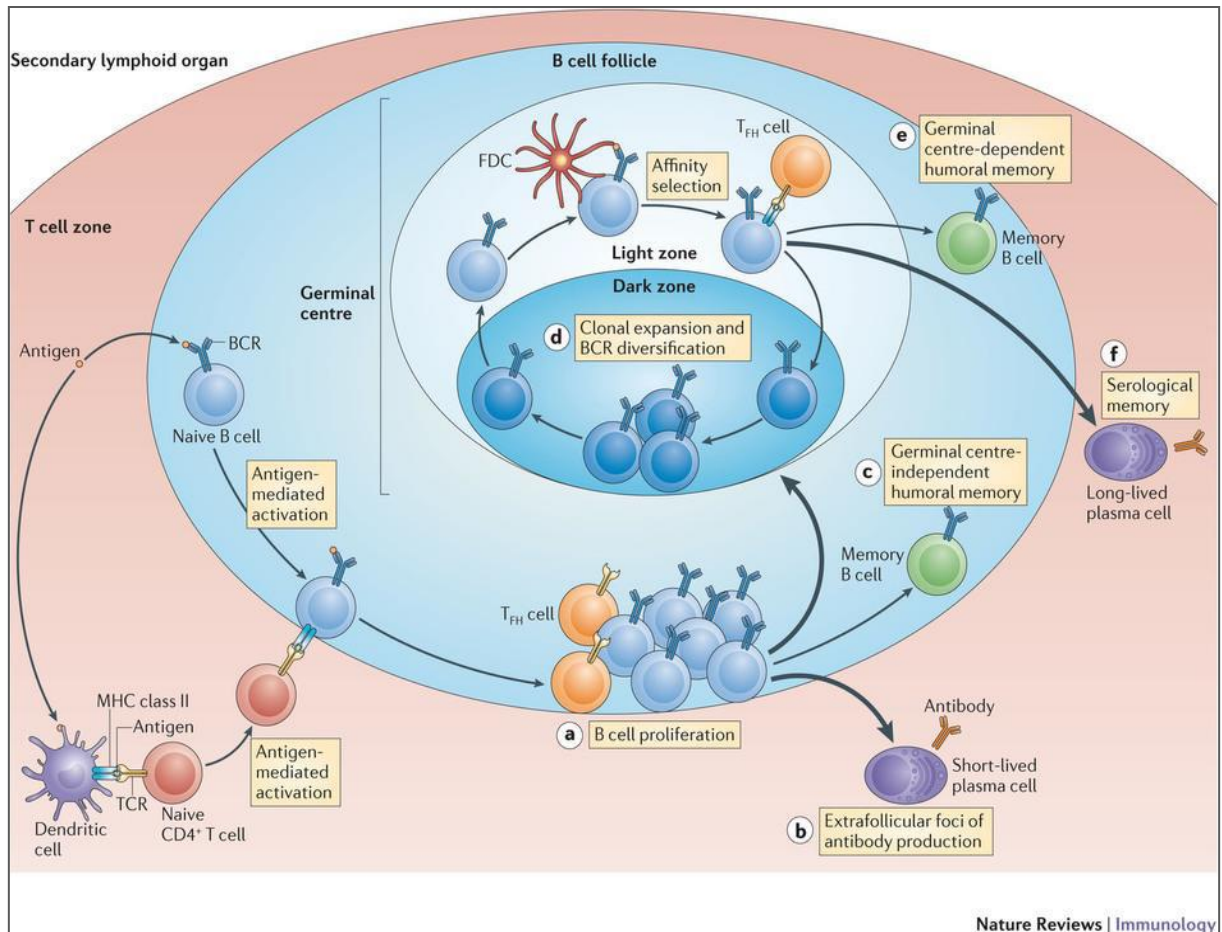 Secondary lymphoid organ
B cell follicle
T cell zone
Germinal
centre
FDC
Affinity
selection
TFH cell
Light zone
Dark zone
d
Clonal expansion and
BCR diversification
e
Germinal
centre-dependent
humoral memory
Memory
B cell
f
Serological
memory
Long-lived
plasma cell
Antigen
BCR
Naive B cell
Antigen-
mediated
activation
c
Germinal centre-
independent
humoral memory
Memory
B cell
TFH cell
a
B cell proliferation
MHC class II
Antigen
TCR
Dendritic
cell
Naive
CD4+ T cell
Antigen-
mediated
activation
Antibody
Short-lived
plasma cell
b
Extrafollicular foci of
antibody production
Nature Reviews | Immunology